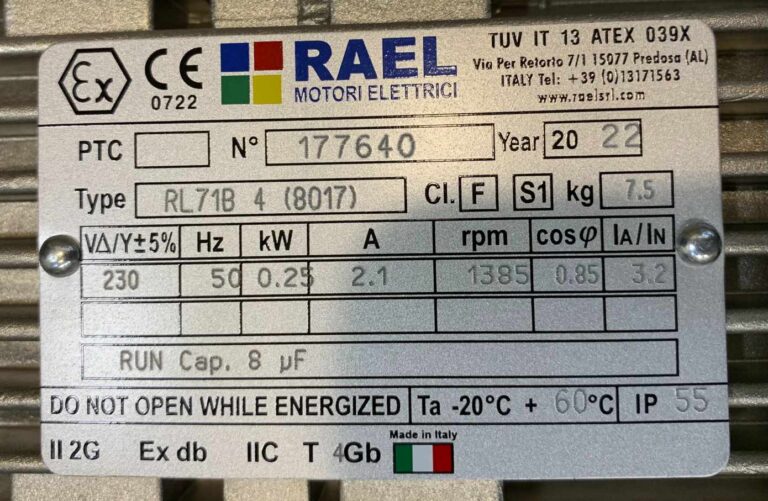 Ex CE 0722 RAEL MOTORI ELETTRICI
TUV IT 13 ATEX 039X
Via Per Retorto 7/1 15077 Predosa (AL)
ITALY Tel: +39 (0)13171563
www.raelsrl.com
PTC N° 177640 Year 20 22
Type RL71B 4 (8017) Cl. F S1 kg 7.5
VΔ/Y±5% Hz kW A rpm cosφ IA/IN
230 50 0.25 2.1 1385 0.85 3.2
RUN Cap. 8 µF
DO NOT OPEN WHILE ENERGIZED Ta -20°C + 60°C IP 55
II 2G Ex db IIC T 4Gb Made in Italy